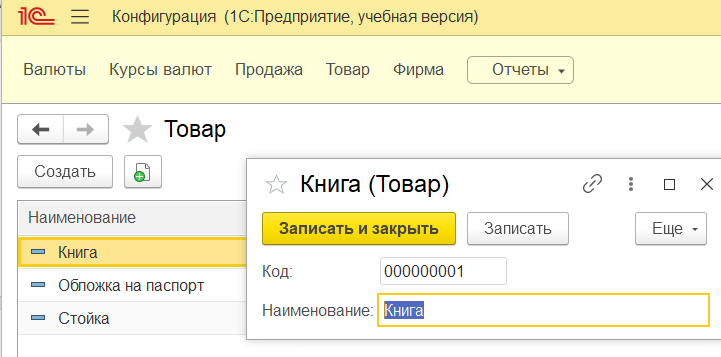 1С Конфигурация (1С:Предприятие, учебная версия)
Валюты Курсы валют Продажа Товар Фирма Отчеты
Товар
Создать
Наименование
Книга
Обложка на паспорт
Стойка
Книга (Товар)
Записать и закрыть Записать Еще
Код: 000000001
Наименование: Книга